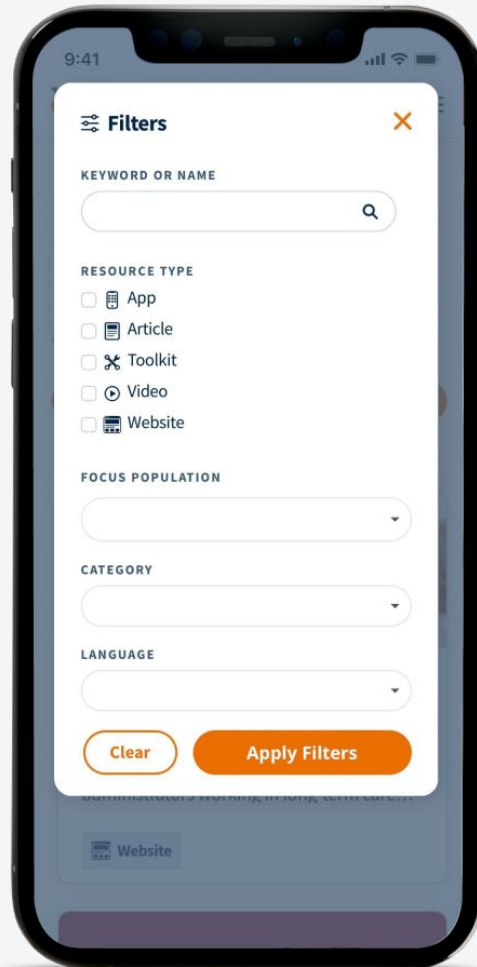 9:41
Filters
KEYWORD OR NAME
RESOURCE TYPE
App
Article
Toolkit
Video
Website
FOCUS POPULATION
CATEGORY
LANGUAGE
Clear
Apply Filters
administrators working in long-term care...
Website